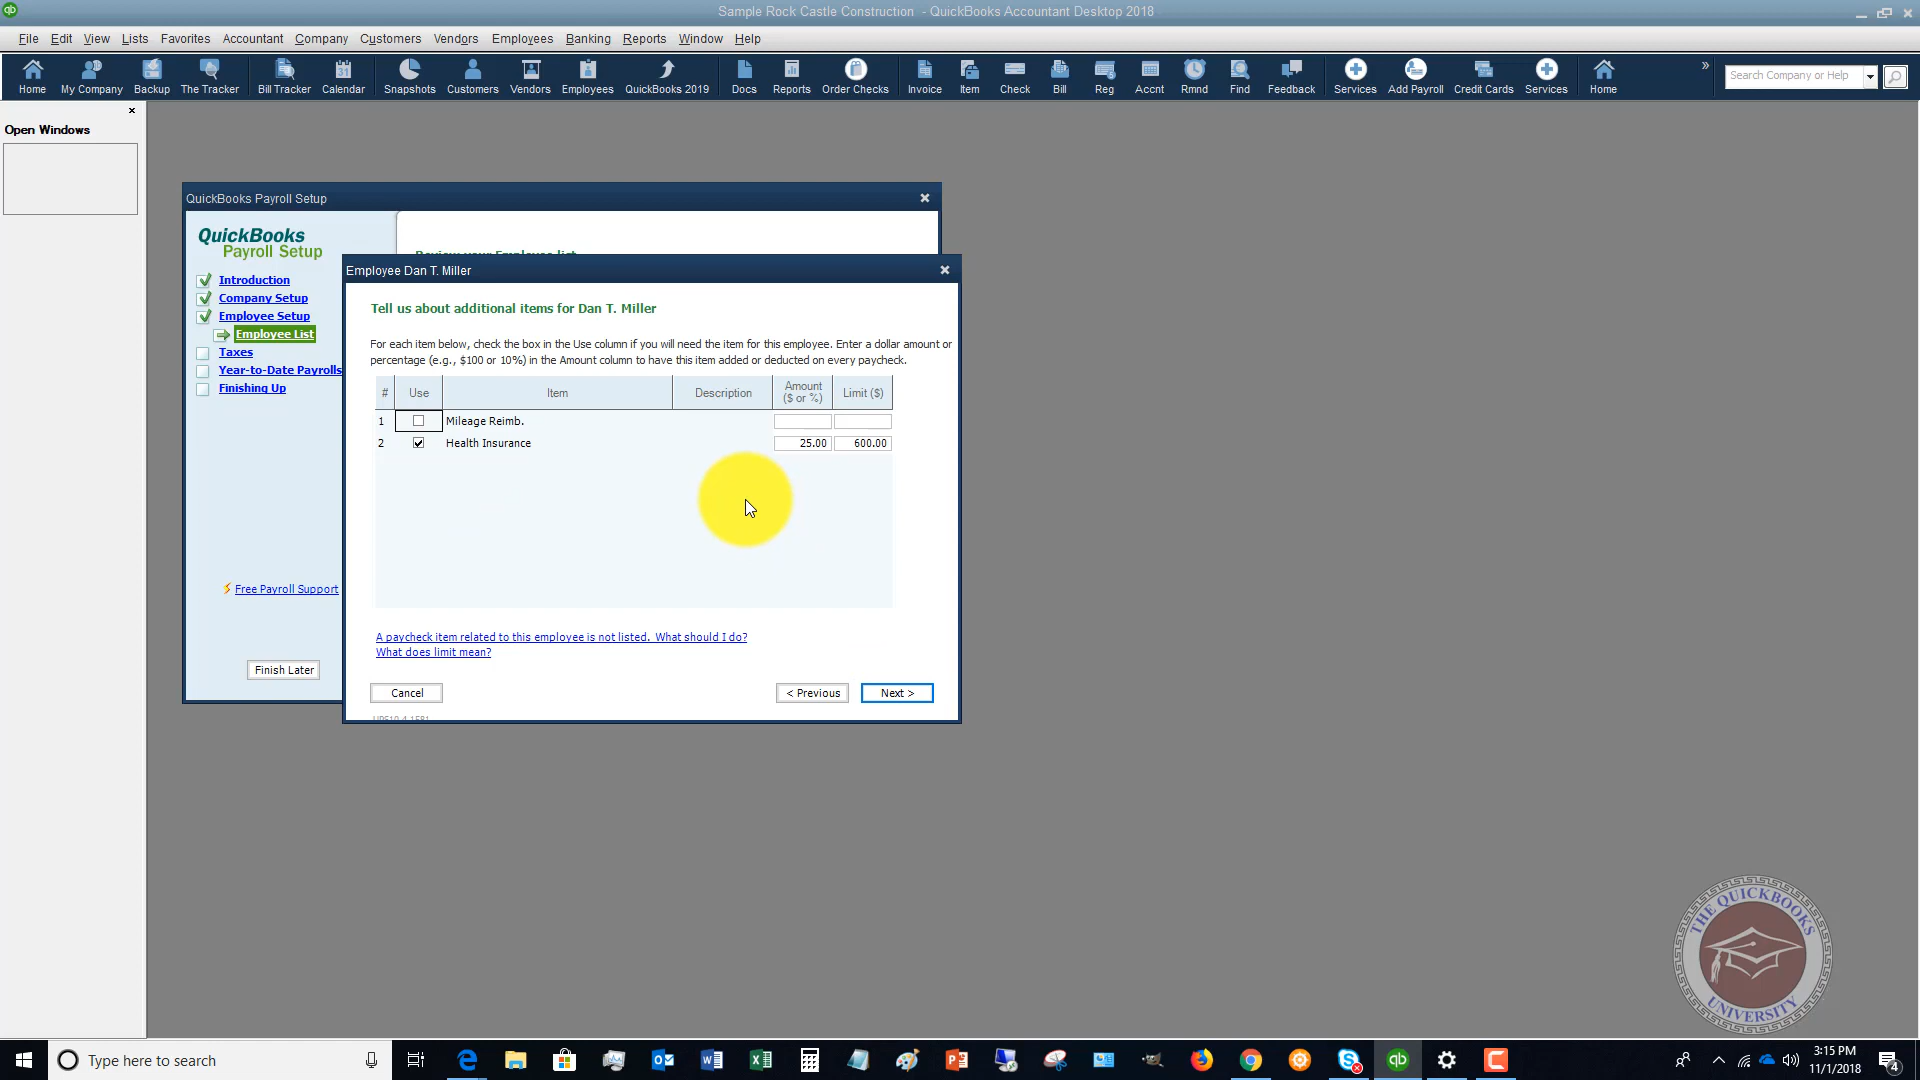 qb
Sample Rock Castle Construction - QuickBooks Accountant Desktop 2018
File Edit View Lists Favorites Accountant Company Customers Vendors Employees Banking Reports Window Help
Home My Company Backup The Tracker Bill Tracker Calendar Snapshots Customers Vendors Employees QuickBooks 2019 Docs Reports Order Checks Invoice Item Check Bill Reg Accnt Rmnd Find Feedback Services Add Payroll Credit Cards Services Home
Search Company or Help
Open Windows
QuickBooks Payroll Setup
QuickBooks
Payroll Setup
Introduction
Company Setup
Employee Setup
Employee List
Taxes
Year-to-Date Payrolls
Finishing Up
Free Payroll Support
Finish Later
Review your Employee list
Employee Dan T. Miller
Tell us about additional items for Dan T. Miller
For each item below, check the box in the Use column if you will need the item for this employee. Enter a dollar amount or
percentage (e.g., $100 or 10%) in the Amount column to have this item added or deducted on every paycheck.
# Use Item Description Amount ($ or %) Limit ($)
1 Mileage Reimb.
2 Health Insurance 25.00 600.00
A paycheck item related to this employee is not listed. What should I do?
What does limit mean?
Cancel < Previous Next >
THE QUICKBOOKS
UNIVERSITY
Type here to search
3:15 PM
11/1/2018
4